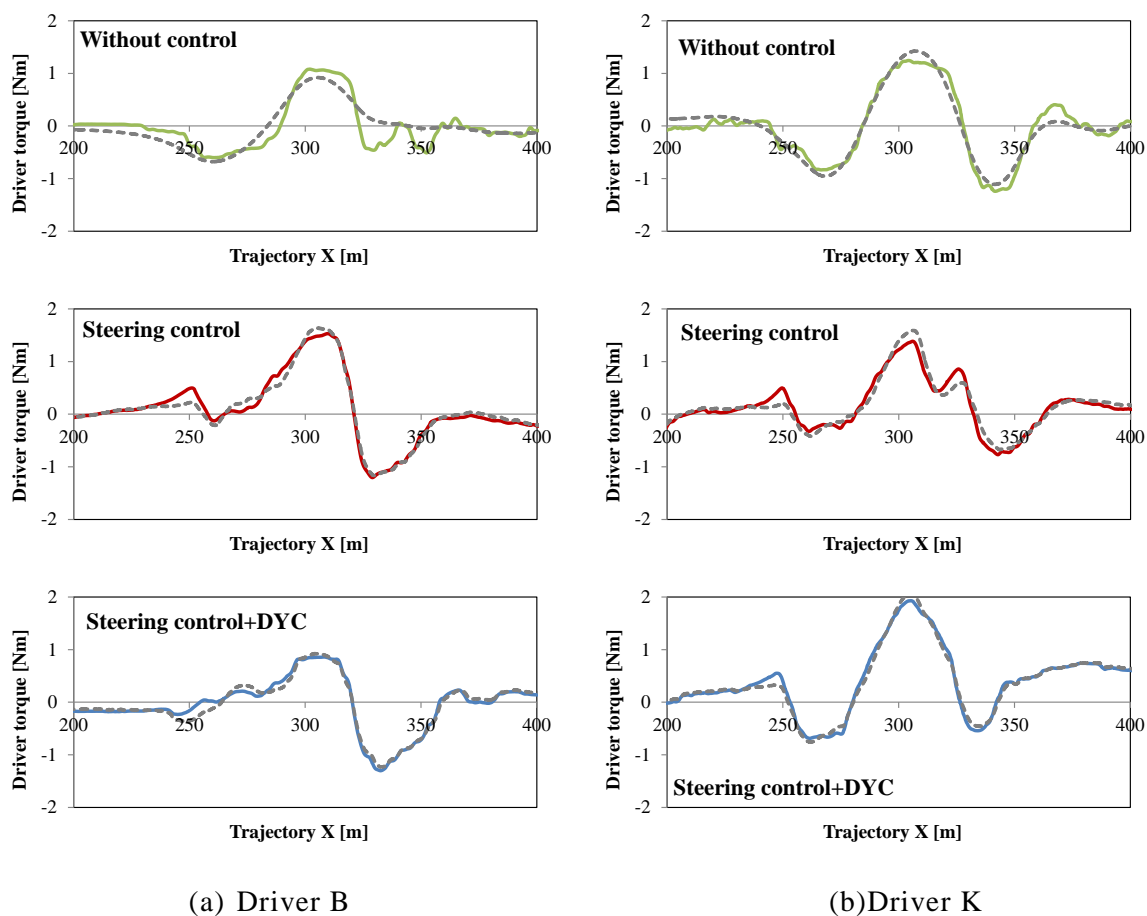 Without control
Driver torque [Nm]
2
1
0
-1
-2
200 250 300 350 400
Trajectory X [m]
Without control
Driver torque [Nm]
2
1
0
-1
-2
200 250 300 350 400
Trajectory X [m]
Steering control
Driver torque [Nm]
2
1
0
-1
-2
200 250 300 350 400
Trajectory X [m]
Steering control
Driver torque [Nm]
2
1
0
-1
-2
200 250 300 350 400
Trajectory X [m]
Steering control+DYC
Driver torque [Nm]
2
1
0
-1
-2
200 250 300 350 400
Trajectory X [m]
Driver torque [Nm]
2
1
0
-1
-2
200 250 300 350 400
Steering control+DYC
Trajectory X [m]
(a) Driver B
(b)Driver K